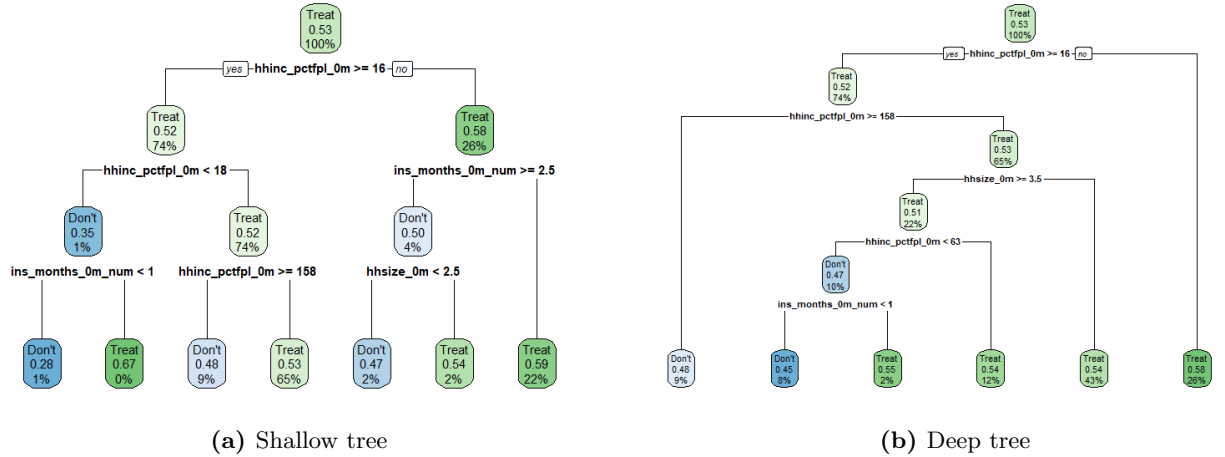 Treat
0.53
100%
yes hhinc_pctfpl_0m >= 16 no
Treat
0.52
74%
Treat
0.58
26%
hhinc_pctfpl_0m < 18
ins_months_0m_num >= 2.5
Don't
0.35
1%
Treat
0.52
74%
Don't
0.50
4%
ins_months_0m_num < 1
hhinc_pctfpl_0m >= 158
hhsize_0m < 2.5
Don't
0.28
1%
Treat
0.67
0%
Don't
0.48
9%
Treat
0.53
65%
Don't
0.47
2%
Treat
0.54
2%
Treat
0.59
22%
(a) Shallow tree
Treat
0.53
100%
yes hhinc_pctfpl_0m >= 16 no
Treat
0.52
74%
hhinc_pctfpl_0m >= 158
Treat
0.53
65%
hhsize_0m >= 3.5
Treat
0.51
22%
hhinc_pctfpl_0m < 63
Don't
0.47
10%
ins_months_0m_num < 1
Don't
0.48
9%
Don't
0.45
8%
Treat
0.55
2%
Treat
0.54
12%
Treat
0.54
43%
Treat
0.58
26%
(b) Deep tree